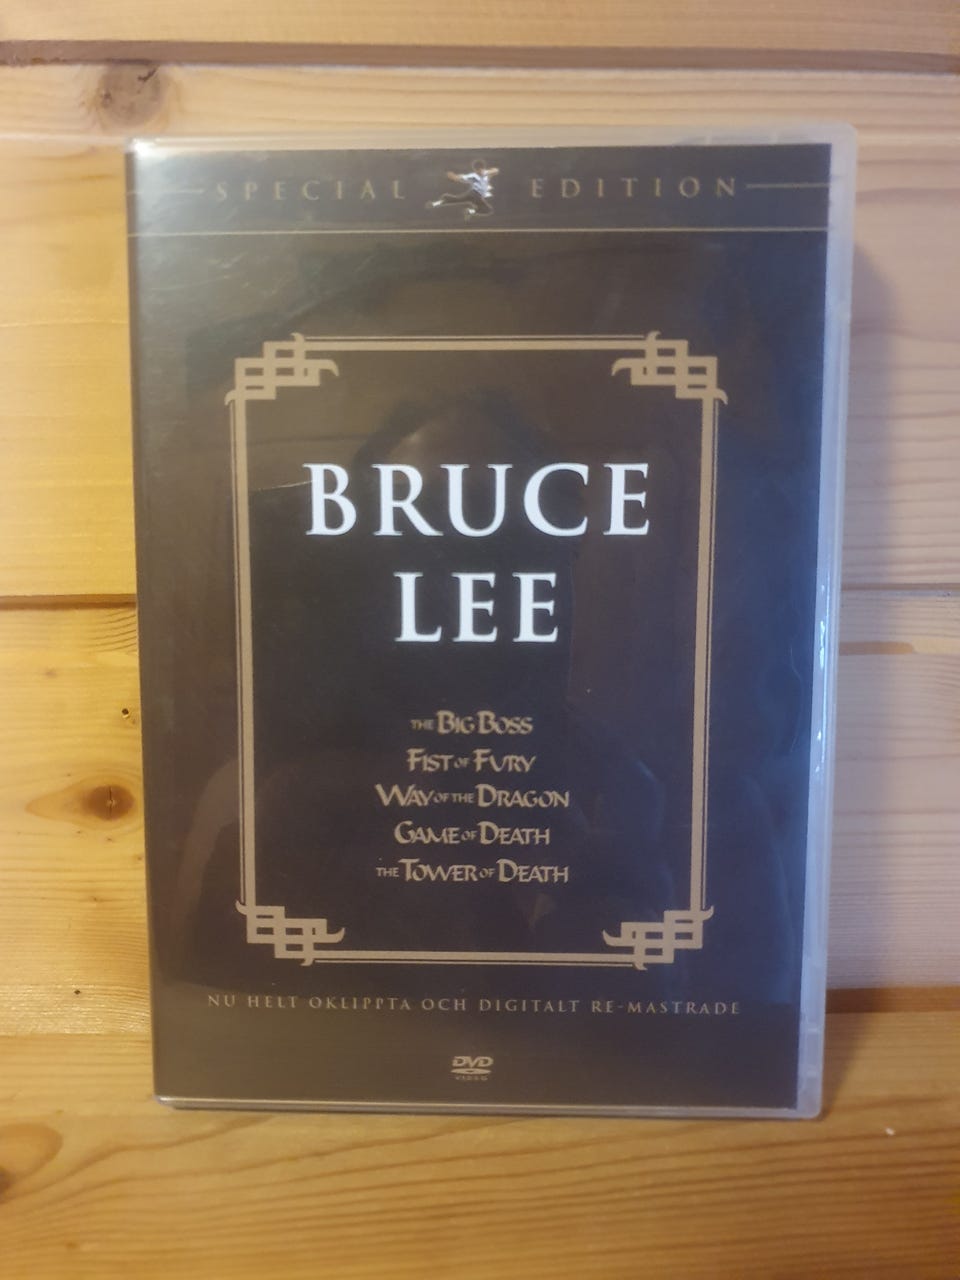 SPECIAL EDITION
BRUCE
LEE
THE BIG BOSS
FIST OF FURY
WAY OF THE DRAGON
GAME OF DEATH
THE TOWER OF DEATH
NU HELT OKLIPPTA OCH DIGITALT RE-MASTRADE
DVD
VIDEO